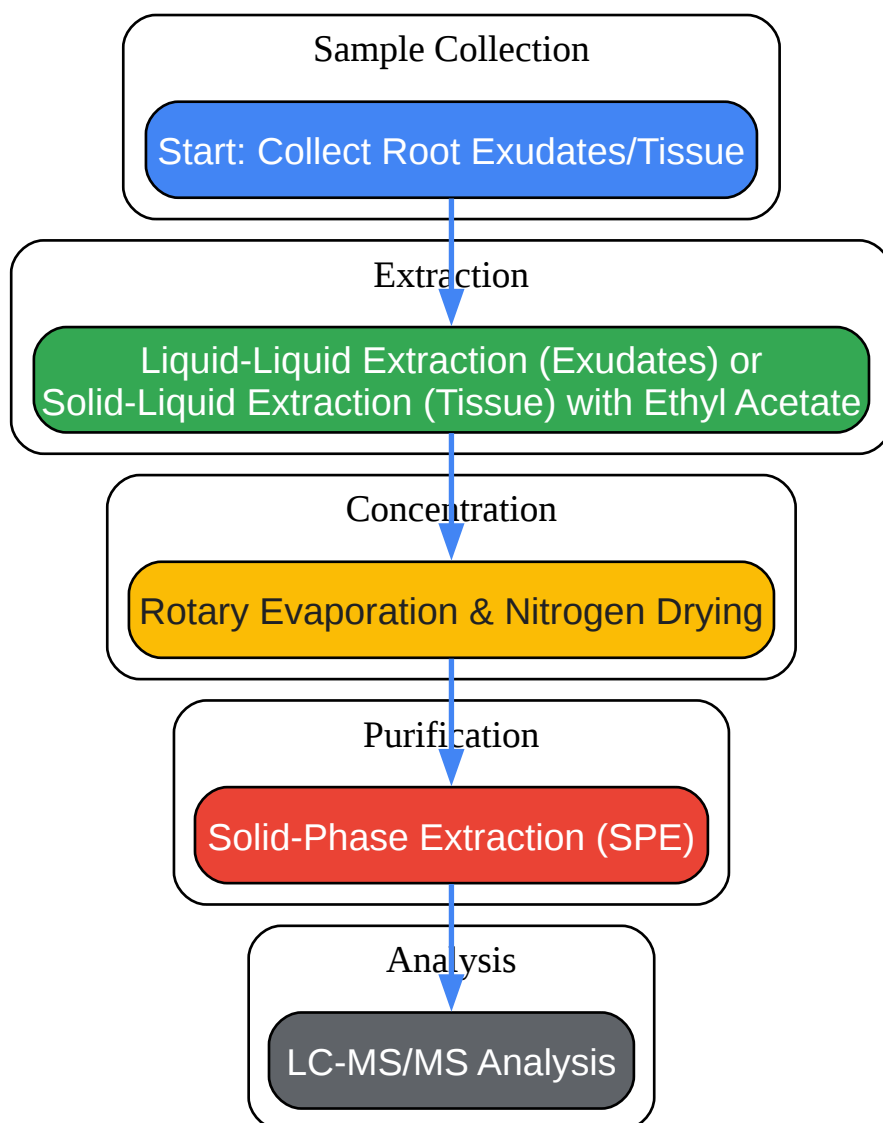 Sample Collection
Start: Collect Root Exudates/Tissue
Extraction
Liquid-Liquid Extraction (Exudates) or
Solid-Liquid Extraction (Tissue) with Ethyl Acetate
Concentration
Rotary Evaporation & Nitrogen Drying
Purification
Solid-Phase Extraction (SPE)
Analysis
LC-MS/MS Analysis